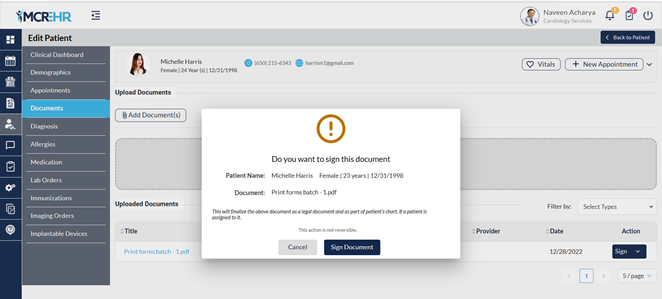 MCREHR
Naveen Acharya
Cardiology Services
Edit Patient
Back to Patient
Clinical Dashboard
Demographics
Appointments
Documents
Diagnosis
Allergies
Medication
Lab Orders
Immunizations
Imaging Orders
Implantable Devices
Michelle Harris
Female | 24 Year (s) | 12/31/1998
(650) 215-6343
harrismr1@gmail.com
Vitals
New Appointment
Upload Documents
Add Document(s)
Do you want to sign this document
Patient Name: Michelle Harris Female | 23 years | 12/31/1998
Document: Print forms batch - 1.pdf
This will finalize the above document as a legal document and as part of patient's chart. If a patient is
assigned to it.
This action is not reversible.
Cancel
Sign Document
Uploaded Documents
Filter by: Select Types
Title
Provider
Date
Action
Print forms batch - 1.pdf
12/28/2022
Sign
1
5 / page